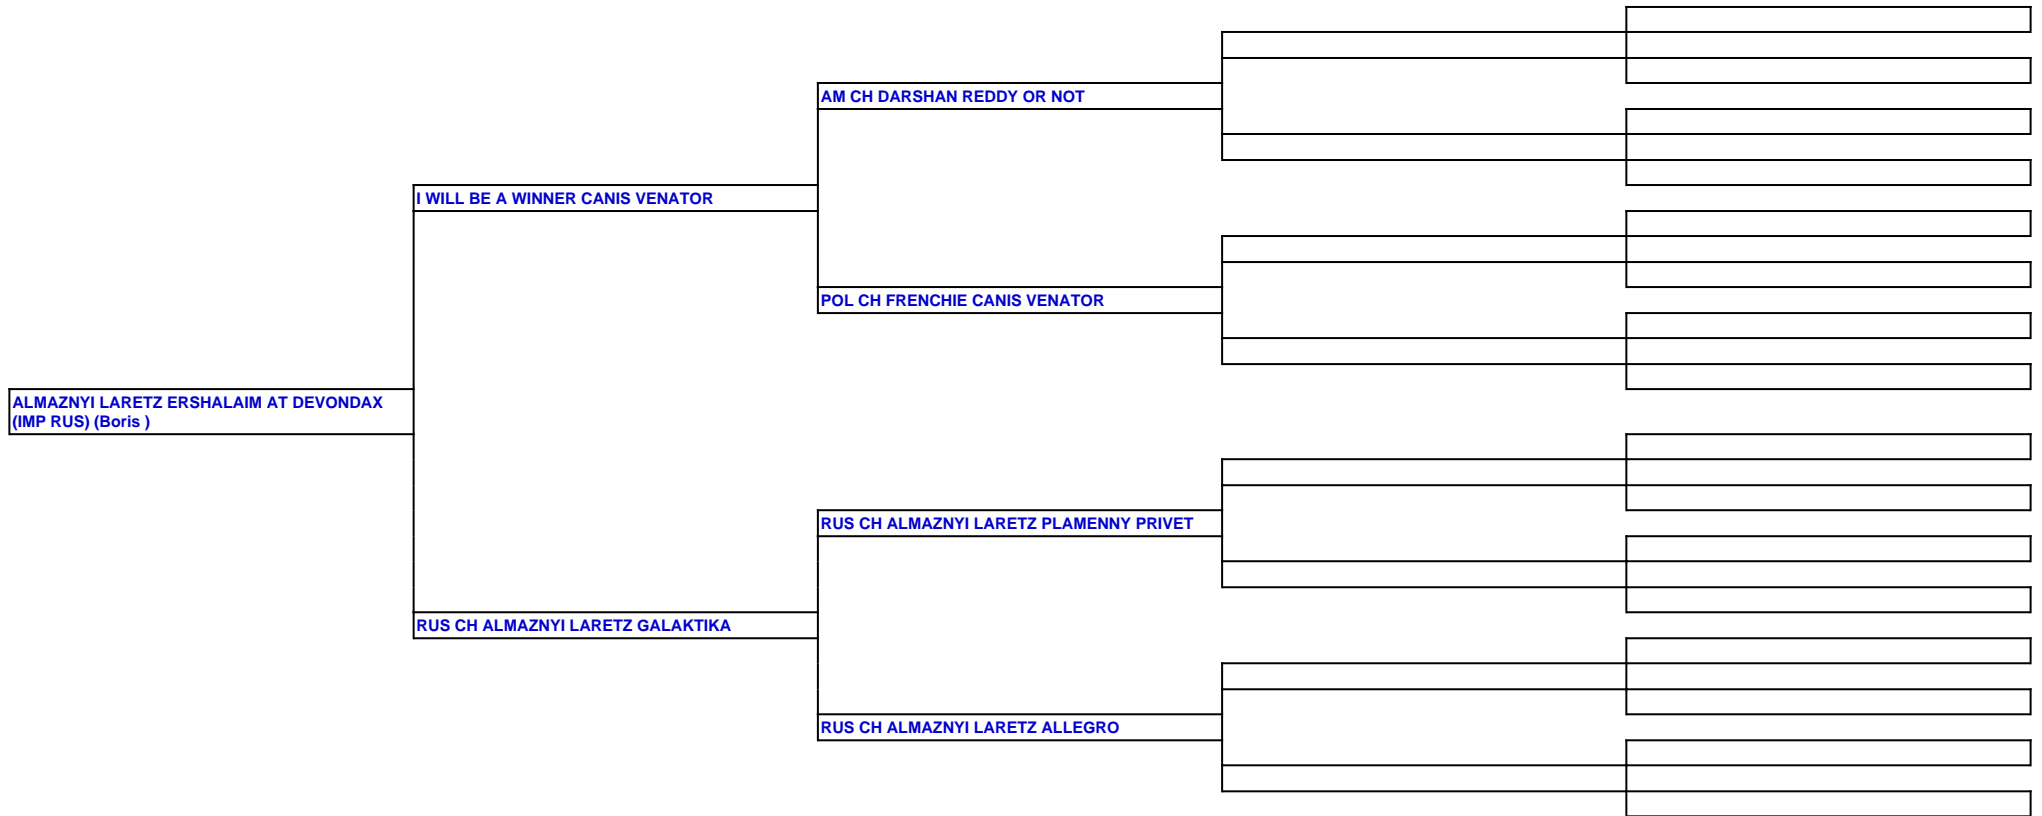 AM CH DARSHAN REDDY OR NOT
I WILL BE A WINNER CANIS VENATOR
POL CH FRENCHIE CANIS VENATOR
ALMAZNYI LARETZ ERSHALAIM AT DEVONDAX
(IMP RUS) (Boris )
RUS CH ALMAZNYI LARETZ PLAMENNY PRIVET
RUS CH ALMAZNYI LARETZ GALAKTIKA
RUS CH ALMAZNYI LARETZ ALLEGRO